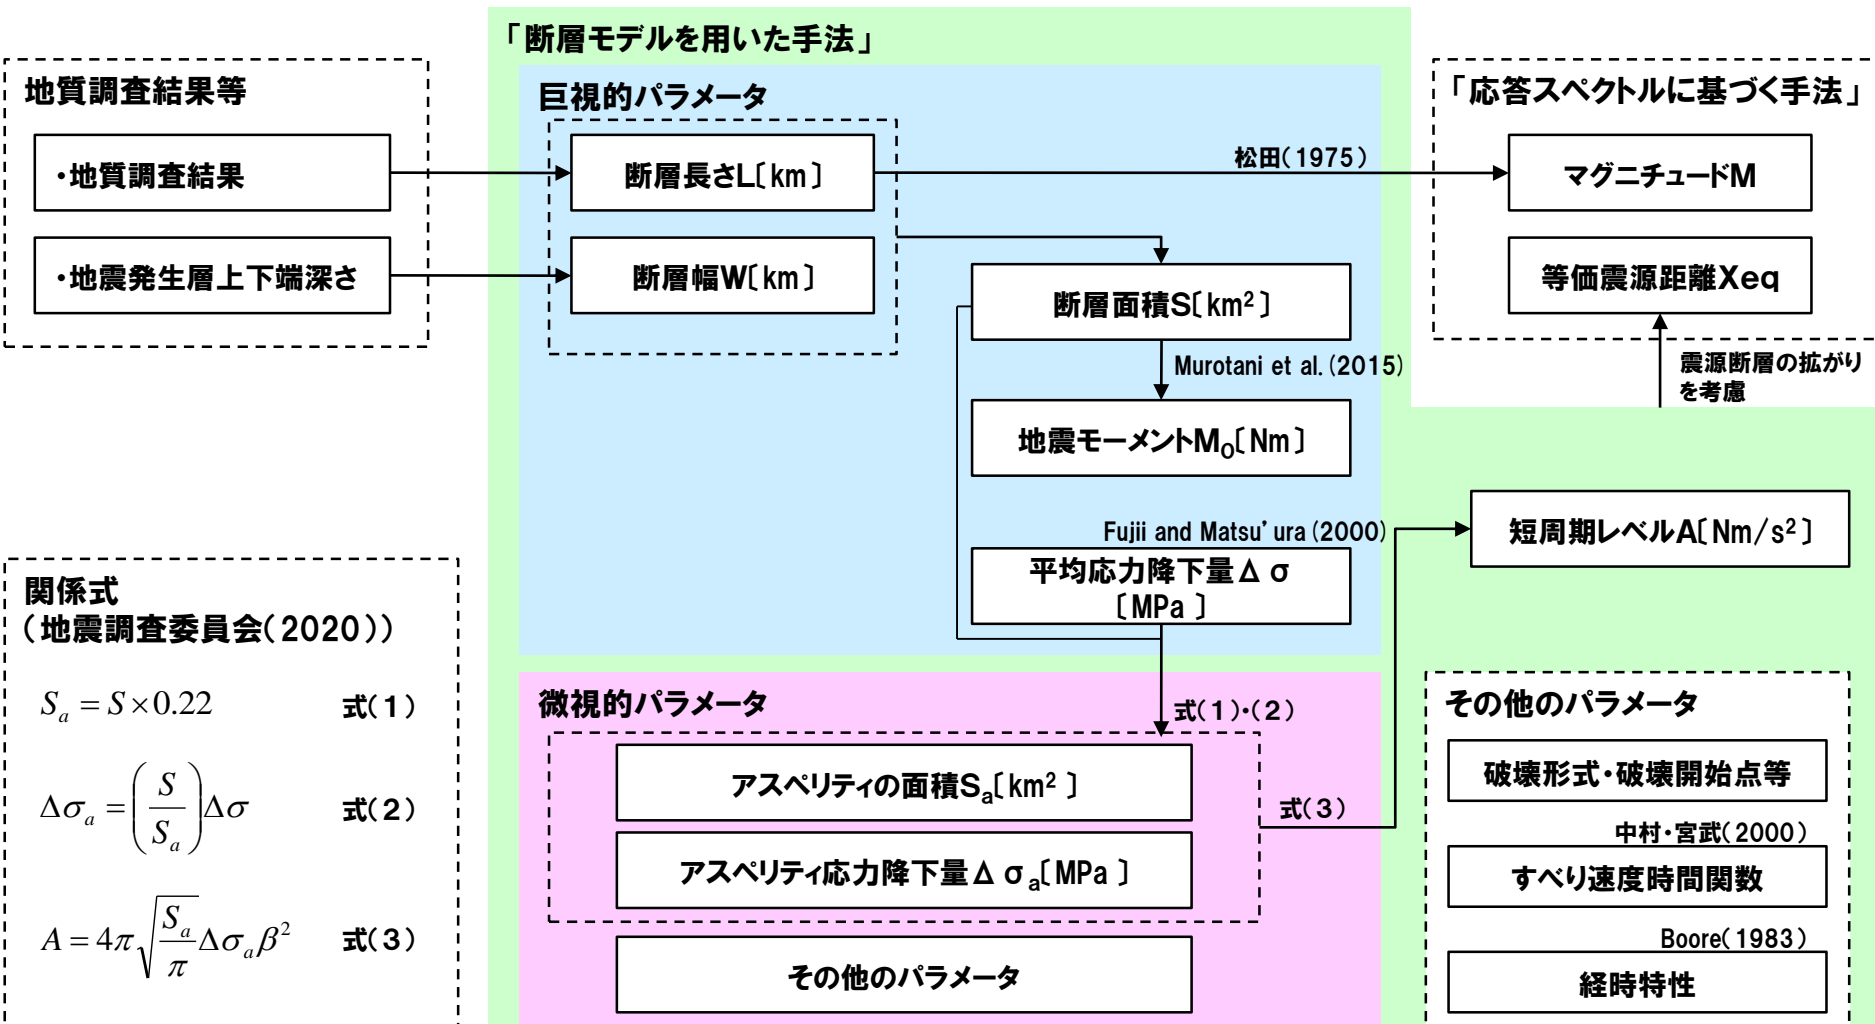 「断層モデルを用いた手法」
地質調査結果等
・地質調査結果
・地震発生層上下端深さ
巨視的パラメータ
断層長さL〔km〕
断層幅W〔km〕
松田(1975)
「応答スペクトルに基づく手法」
マグニチュードM
等価震源距離Xeq
震源断層の拡がり
を考慮
断層面積S〔km²〕
Murotani et al.(2015)
地震モーメントM₀〔Nm〕
Fujii and Matsu'ura(2000)
平均応力降下量Δσ
〔MPa〕
短周期レベルA〔Nm/s²〕
関係式
(地震調査委員会(2020))
Sₐ = S×0.22 式(1)
Δσₐ = (S/Sₐ)Δσ 式(2)
A = 4π√(Sₐ/π)Δσₐβ² 式(3)
微視的パラメータ
式(1)・(2)
アスペリティの面積Sₐ〔km²〕
アスペリティ応力降下量Δσₐ〔MPa〕
式(3)
その他のパラメータ
その他のパラメータ
破壊形式・破壊開始点等
中村・宮武(2000)
すべり速度時間関数
Boore(1983)
経時特性